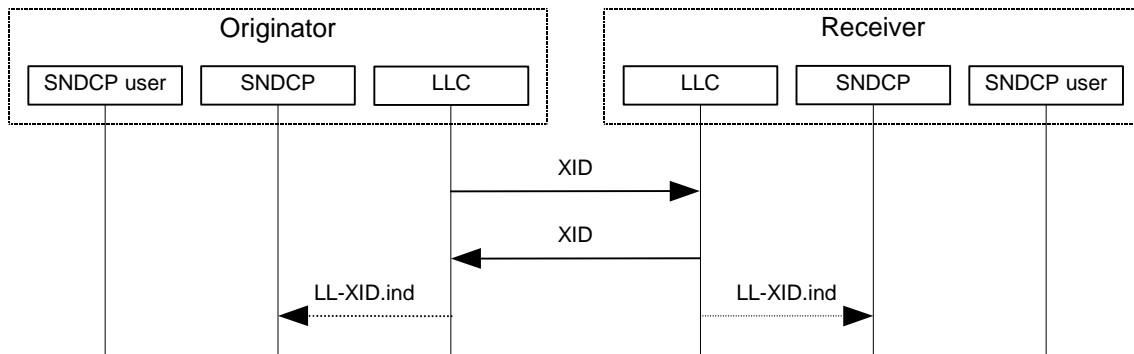 Originator
Receiver
SNDCP user
SNDCP
LLC
LLC
SNDCP
SNDCP user
XID
XID
LL-XID.ind
LL-XID.ind